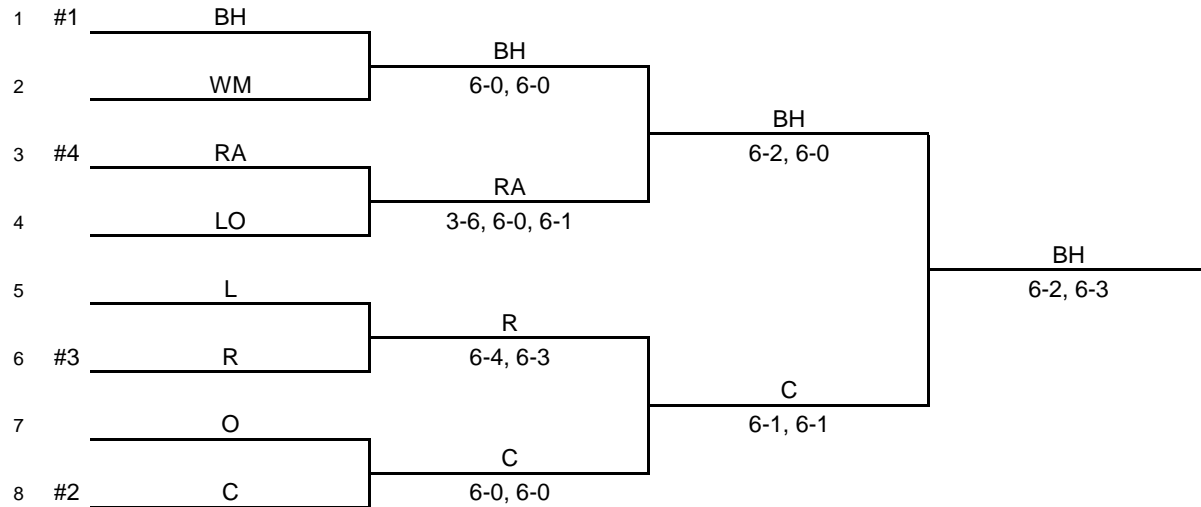 1 #1 BH
BH
2 WM 6-0, 6-0
BH
3 #4 RA 6-2, 6-0
RA
4 LO 3-6, 6-0, 6-1
BH
5 L 6-2, 6-3
R
6 #3 R 6-4, 6-3
C
7 O 6-1, 6-1
C
8 #2 C 6-0, 6-0